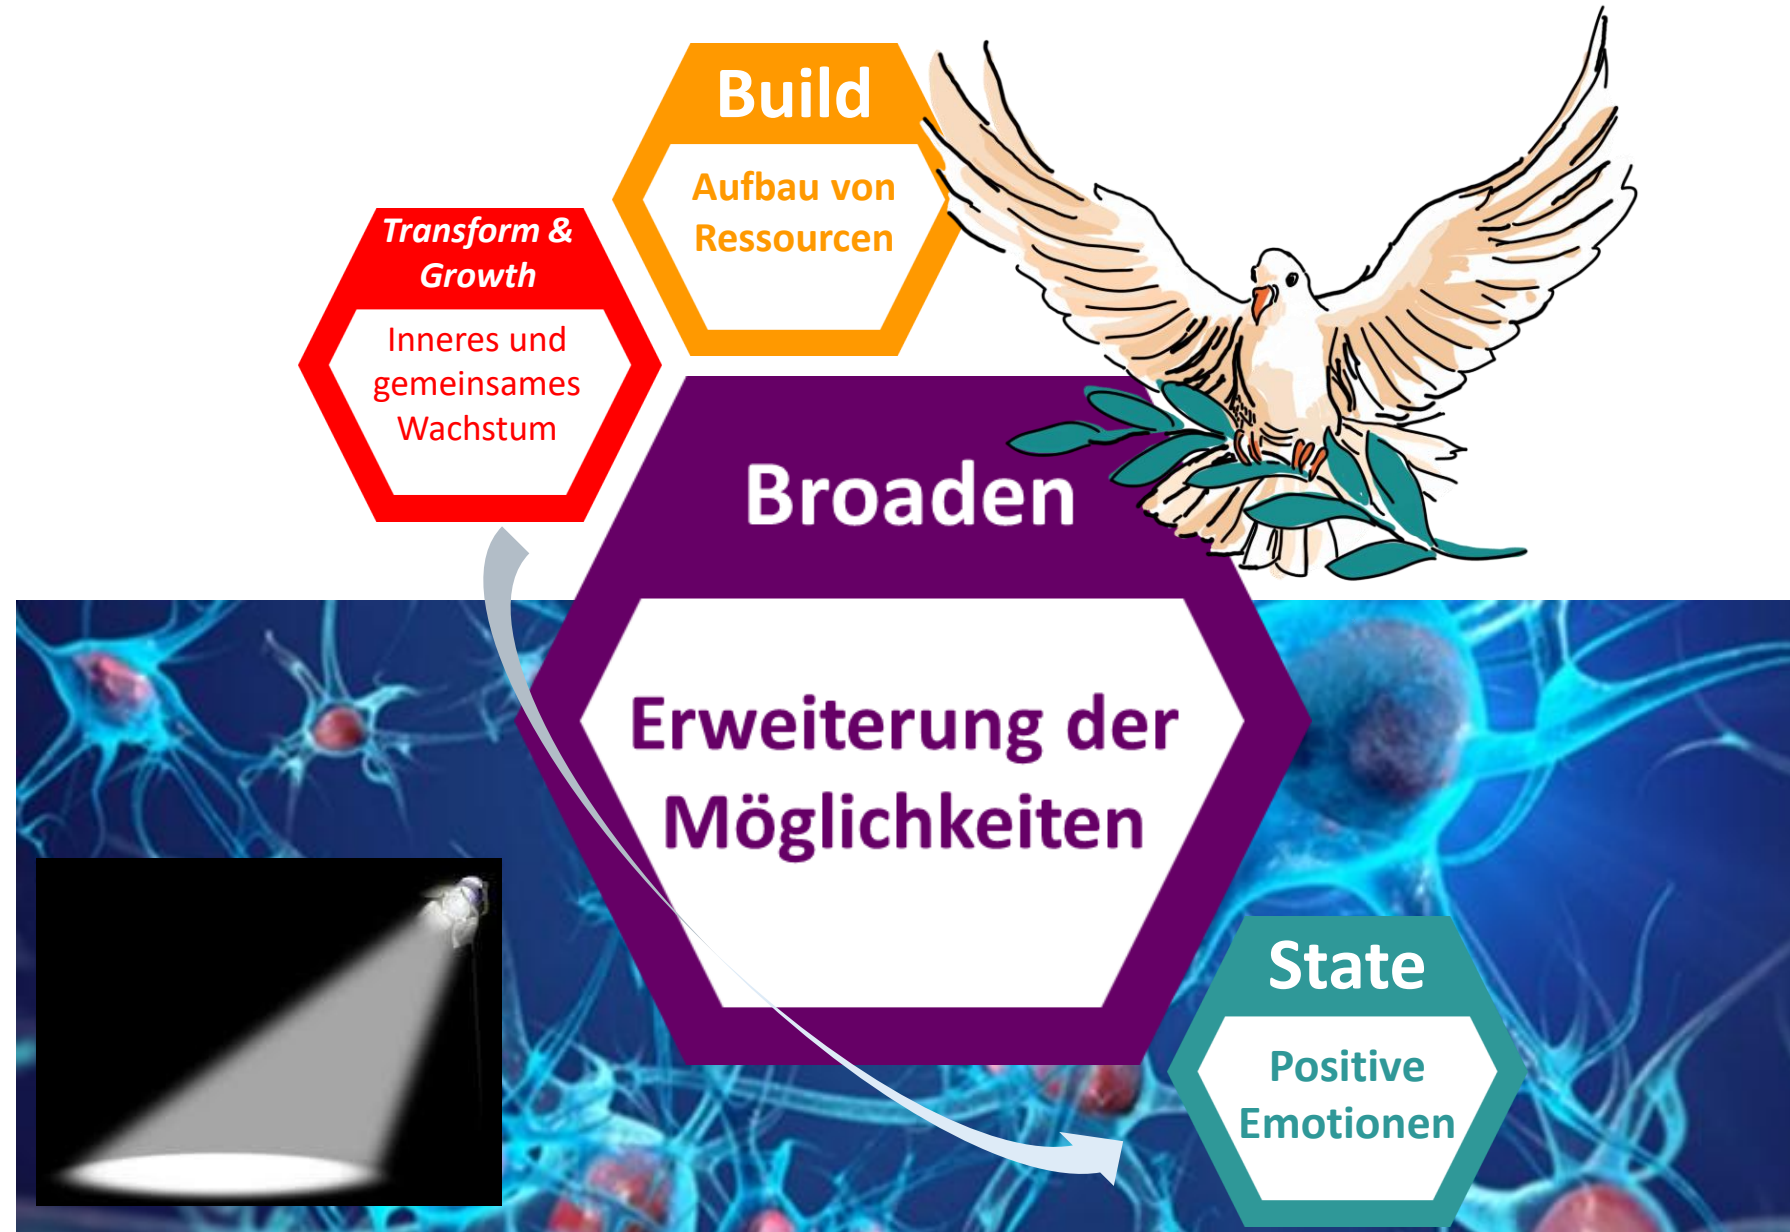 Build
Aufbau von
Ressourcen
Transform &
Growth
Inneres und
gemeinsames
Wachstum
Broaden
Erweiterung der
Möglichkeiten
State
Positive
Emotionen